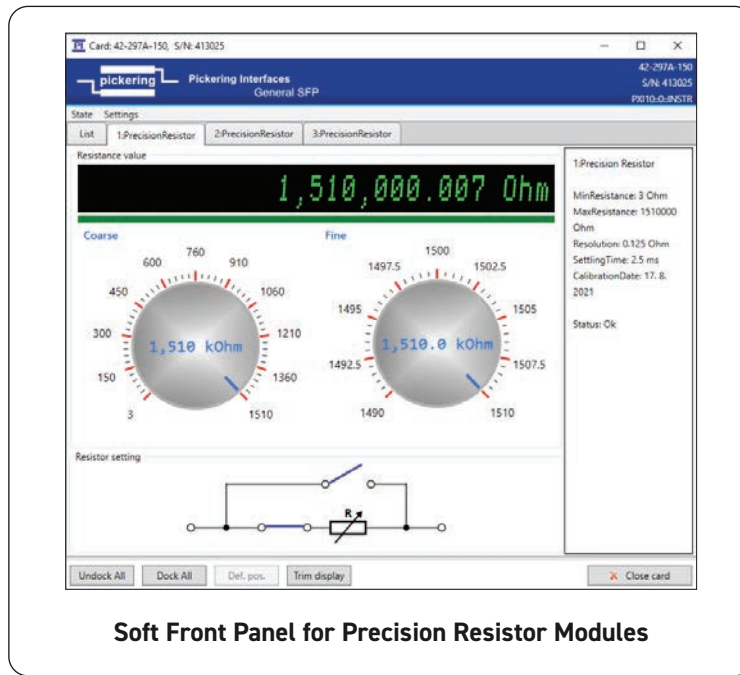 Card: 42-297A-150, S/N: 413025
pickering
Pickering Interfaces
General SFP
42-297A-150
S/N: 413025
PXI10::0::INSTR
State Settings
List 1:PrecisionResistor 2:PrecisionResistor 3:PrecisionResistor
Resistance value
1,510,000.007 Ohm
Coarse
760
600 910
450 1060
300 1210
150 1360
3 1510
1,510 kOhm
Fine
1500
1497.5 1502.5
1495 1505
1492.5 1507.5
1490 1510
1,510.0 kOhm
1:Precision Resistor
MinResistance: 3 Ohm
MaxResistance: 1510000
Ohm
Resolution: 0.125 Ohm
SettlingTime: 2.5 ms
CalibrationDate: 17. 8.
2021
Status: Ok
Resistor setting
R
Undock All Dock All Def. pos. Trim display Close card
Soft Front Panel for Precision Resistor Modules